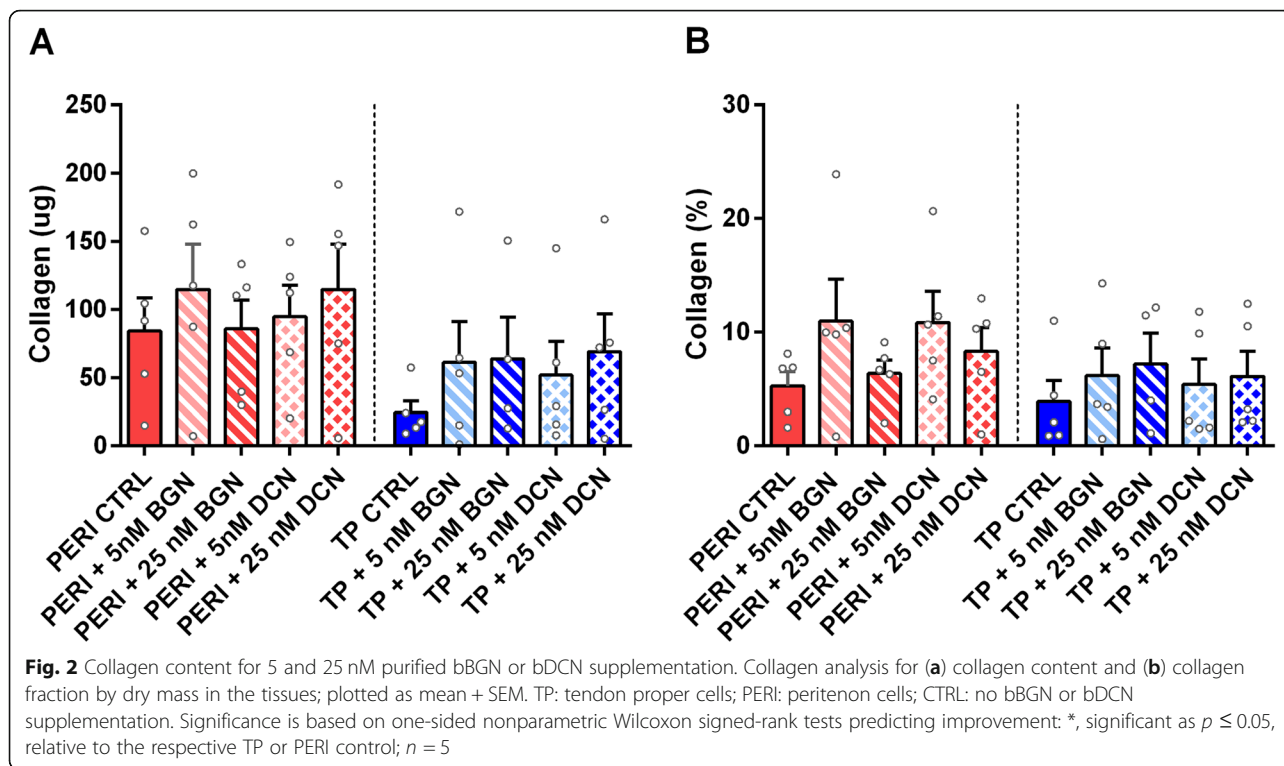 A
B
250
200
150
100
50
0
Collagen (ug)
PERI CTRL
PERI + 5nM BGN
PERI + 25 nM BGN
PERI + 5nM DCN
PERI + 25 nM DCN
TP CTRL
TP + 5 nM BGN
TP + 25 nM BGN
TP + 5 nM DCN
TP + 25 nM DCN
30
20
10
0
Collagen (%)
PERI CTRL
PERI + 5nM BGN
PERI + 25 nM BGN
PERI + 5nM DCN
PERI + 25 nM DCN
TP CTRL
TP + 5 nM BGN
TP + 25 nM BGN
TP + 5 nM DCN
TP + 25 nM DCN
Fig. 2 Collagen content for 5 and 25 nM purified bBGN or bDCN supplementation. Collagen analysis for (a) collagen content and (b) collagen
fraction by dry mass in the tissues; plotted as mean + SEM. TP: tendon proper cells; PERI: peritenon cells; CTRL: no bBGN or bDCN
supplementation. Significance is based on one-sided nonparametric Wilcoxon signed-rank tests predicting improvement: *, significant as p ≤ 0.05,
relative to the respective TP or PERI control; n = 5